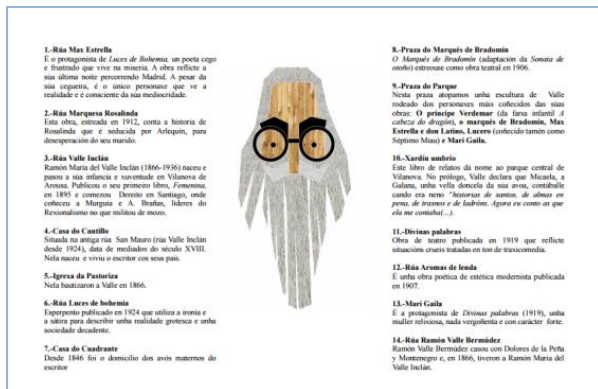 1.-Rúa Max Estrella
É o protagonista de Luces de Bohemia, un poeta cego
e frustrado que vive na miseria. A obra reflicte a
súa última noite percorrendo Madrid. A pesar da
súa cegueira, é o único personaxe que ve a
realidade e é consciente da súa mediocridade.
2.-Rúa Marquesa Rosalinda
Esta obra, estreada en 1912, conta a historia de
Rosalinda que é seducida por Arlequín, para
desesperación do seu marido.
3.-Rúa Valle Inclán
Ramón María del Valle Inclán (1866-1936) naceu e
pasou a súa infancia e xuventude en Vilanova de
Arousa. Publicou o seu primeiro libro, Femenina,
en 1895 e comezou Dereito en Santiago, onde
coñeceu a Murguía e A. Brañas, líderes do
Rexionalismo no que militou de mozo.
4.-Casa do Cantillo
Situada na antiga rúa San Mauro (rúa Valle Inclán
desde 1924), data de mediados do século XVIII.
Nela naceu e viviu o escritor cos seus pais.
5.-Igrexa da Pastoriza
Nela bautizaron a Valle en 1866.
6.-Rúa Luces de bohemia
Esperpento publicado en 1924 que utiliza a ironía e
a sátira para describir unha realidade grotesca e unha
sociedade decadente.
7.-Casa do Cuadrante
Desde 1846 foi o domicilio dos avós maternos do
escritor
8.-Praza do Marqués de Bradomín
O Marqués de Bradomín (adaptación da Sonata de
otoño) estreouse como obra teatral en 1906.
9.-Praza do Parque
Nesta praza atopamos unha escultura de Valle
rodeado dos personaxes máis coñecidos das súas
obras: O príncipe Verdemar (da farsa infantil A
cabeza do dragón), o marqués de Bradomín, Max
Estrella e don Latino, Lucero (coñecido tamén como
Séptimo Miau) e Mari Gaila.
10.-Xardín umbrío
Este libro de relatos dá nome ao parque central de
Vilanova. No prólogo, Valle declara que Micaela, a
Galana, unha vella doncela da súa avoa, contáballe
cando era neno "historias de santos, de almas en
pena, de trasnos e de ladróns. Agora eu conto as que
ela me contaba(...).
11.-Divinas palabras
Obra de teatro publicada en 1919 que reflicte
situacións crueis tratadas en ton de traxicomedia.
12.-Rúa Aromas de lenda
É unha obra poética de estética modernista publicada
en 1907.
13.-Mari Gaila
É a protagonista de Divinas palabras (1919), unha
muller relixiosa, nada vergoñenta e con carácter forte.
14.-Rúa Ramón Valle Bermúdez
Ramón Valle Bermúdez casou con Dolores de la Peña
y Montenegro e, en 1866, tiveron a Ramón María del
Valle Inclán.